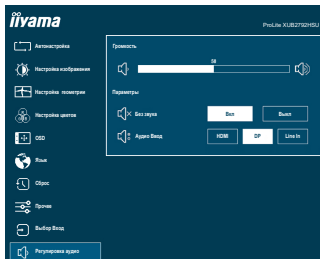 iiyama
ProLite XUB2792HSU
Автонастройка
Настройка изображения
Настройка геометрии
Настройка цветов
OSD
Язык
Сброс
Прочее
Выбор Входа
Регулировка аудио
Громкость
50
Параметры
Без звука
Вкл
Выкл
Аудио Вход
HDMI
DP
Line In